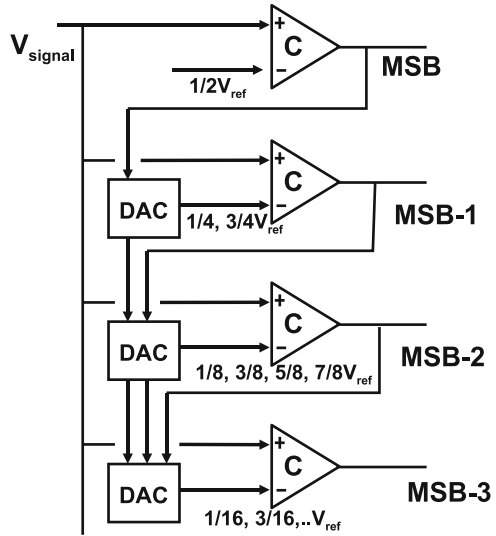 V_signal
+
C
−
MSB
1/2V_ref
+
C
−
DAC
1/4, 3/4V_ref
MSB-1
+
C
−
DAC
MSB-2
1/8, 3/8, 5/8, 7/8V_ref
+
C
−
DAC
MSB-3
1/16, 3/16,..V_ref